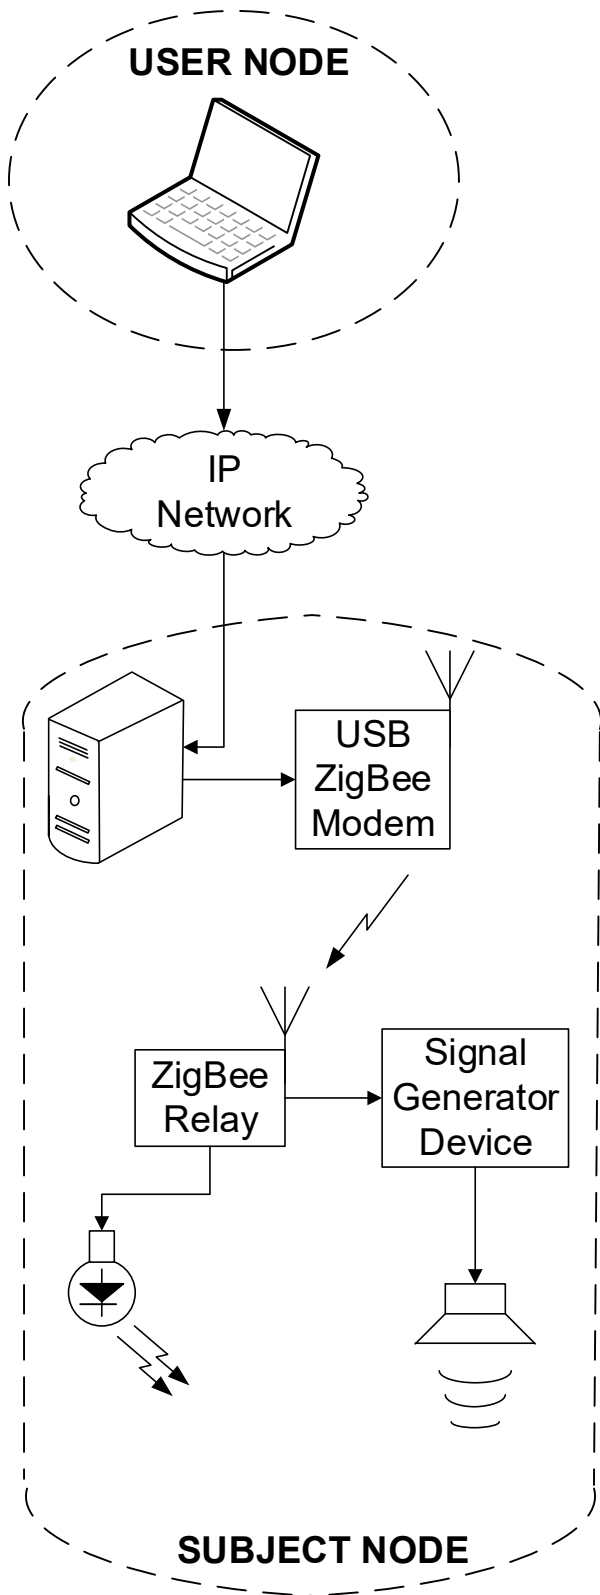 USER NODE
IP
Network
USB
ZigBee
Modem
ZigBee
Relay
Signal
Generator
Device
SUBJECT NODE